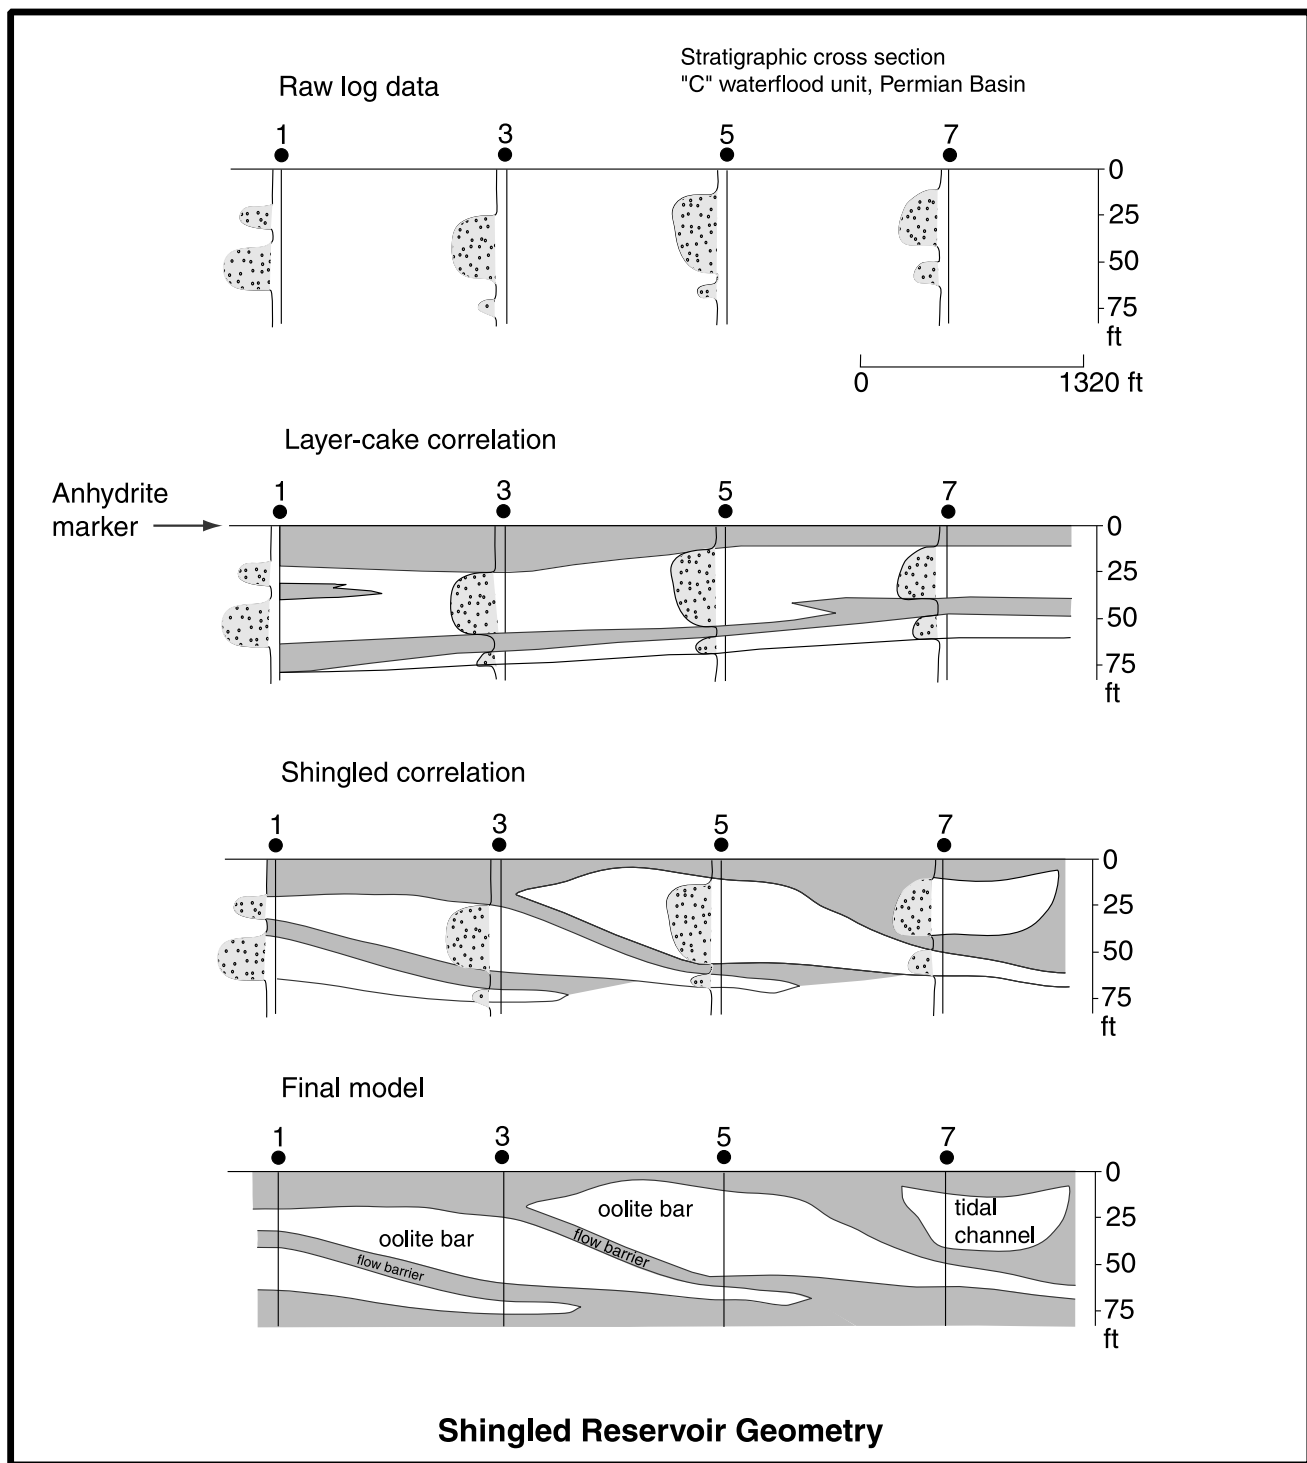 Stratigraphic cross section
"C" waterflood unit, Permian Basin
Raw log data
1 3 5 7
0
25
50
75
ft
0 1320 ft
Layer-cake correlation
Anhydrite
marker
1 3 5 7
0
25
50
75
ft
Shingled correlation
1 3 5 7
0
25
50
75
ft
Final model
1 3 5 7
0
25
50
75
ft
oolite bar
flow barrier
oolite bar
flow barrier
tidal
channel
Shingled Reservoir Geometry